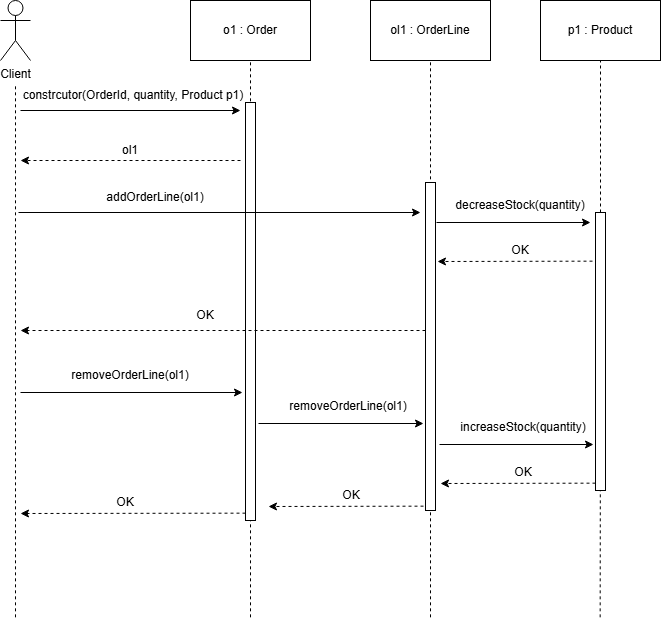 o1 : Order
ol1 : OrderLine
p1 : Product
Client
constrcutor(OrderId, quantity, Product p1)
ol1
addOrderLine(ol1)
decreaseStock(quantity)
OK
OK
removeOrderLine(ol1)
removeOrderLine(ol1)
increaseStock(quantity)
OK
OK
OK